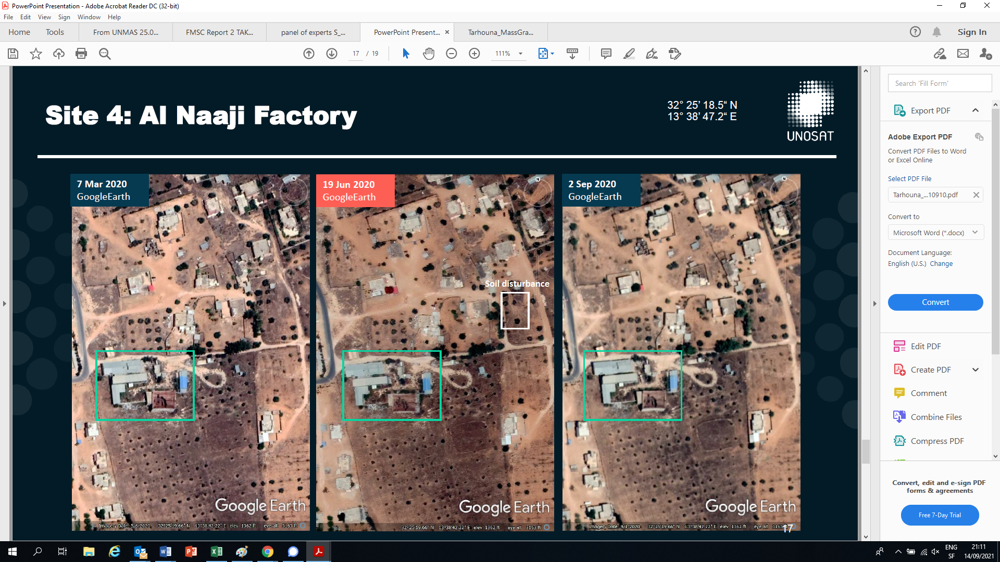 PowerPoint Presentation - Adobe Acrobat Reader DC (32-bit)
File Edit View Sign Window Help
Home Tools From UNMAS 25.0... FMSC Report 2 TAK... panel of experts S_... PowerPoint Present... Tarhouna_MassGra... Sign In
17 / 19 111%
Site 4: Al Naaji Factory
32° 25' 18.5“ N
13° 38' 47.2“ E
UNOSAT
7 Mar 2020
GoogleEarth
N
Google Earth
Imagery Date: 5/6/2020 32°25'19.66" N 13°38'42.22" E elev 1362 ft eye alt 3163 ft
19 Jun 2020
GoogleEarth
N
Soil disturbance
Google Earth
32°25'19.66" N 13°38'42.22" E elev 1362 ft eye alt 3163 ft
2 Sep 2020
GoogleEarth
N
Google Earth
Imagery Date: 9/1/2020 32°25'19.66" N 13°38'42.22" E elev 1362 ft eye alt 3163 ft
17
Search 'Fill Form'
Export PDF
Adobe Export PDF
Convert PDF Files to Word
or Excel Online
Select PDF File
Tarhouna_...10910.pdf
Convert to
Microsoft Word (*.docx)
Document Language:
English (U.S.) Change
Convert
Edit PDF
Create PDF
Comment
Combine Files
Compress PDF
Convert, edit and e-sign PDF
forms & agreements
Free 7-Day Trial
ENG
SF
21:11
14/09/2021